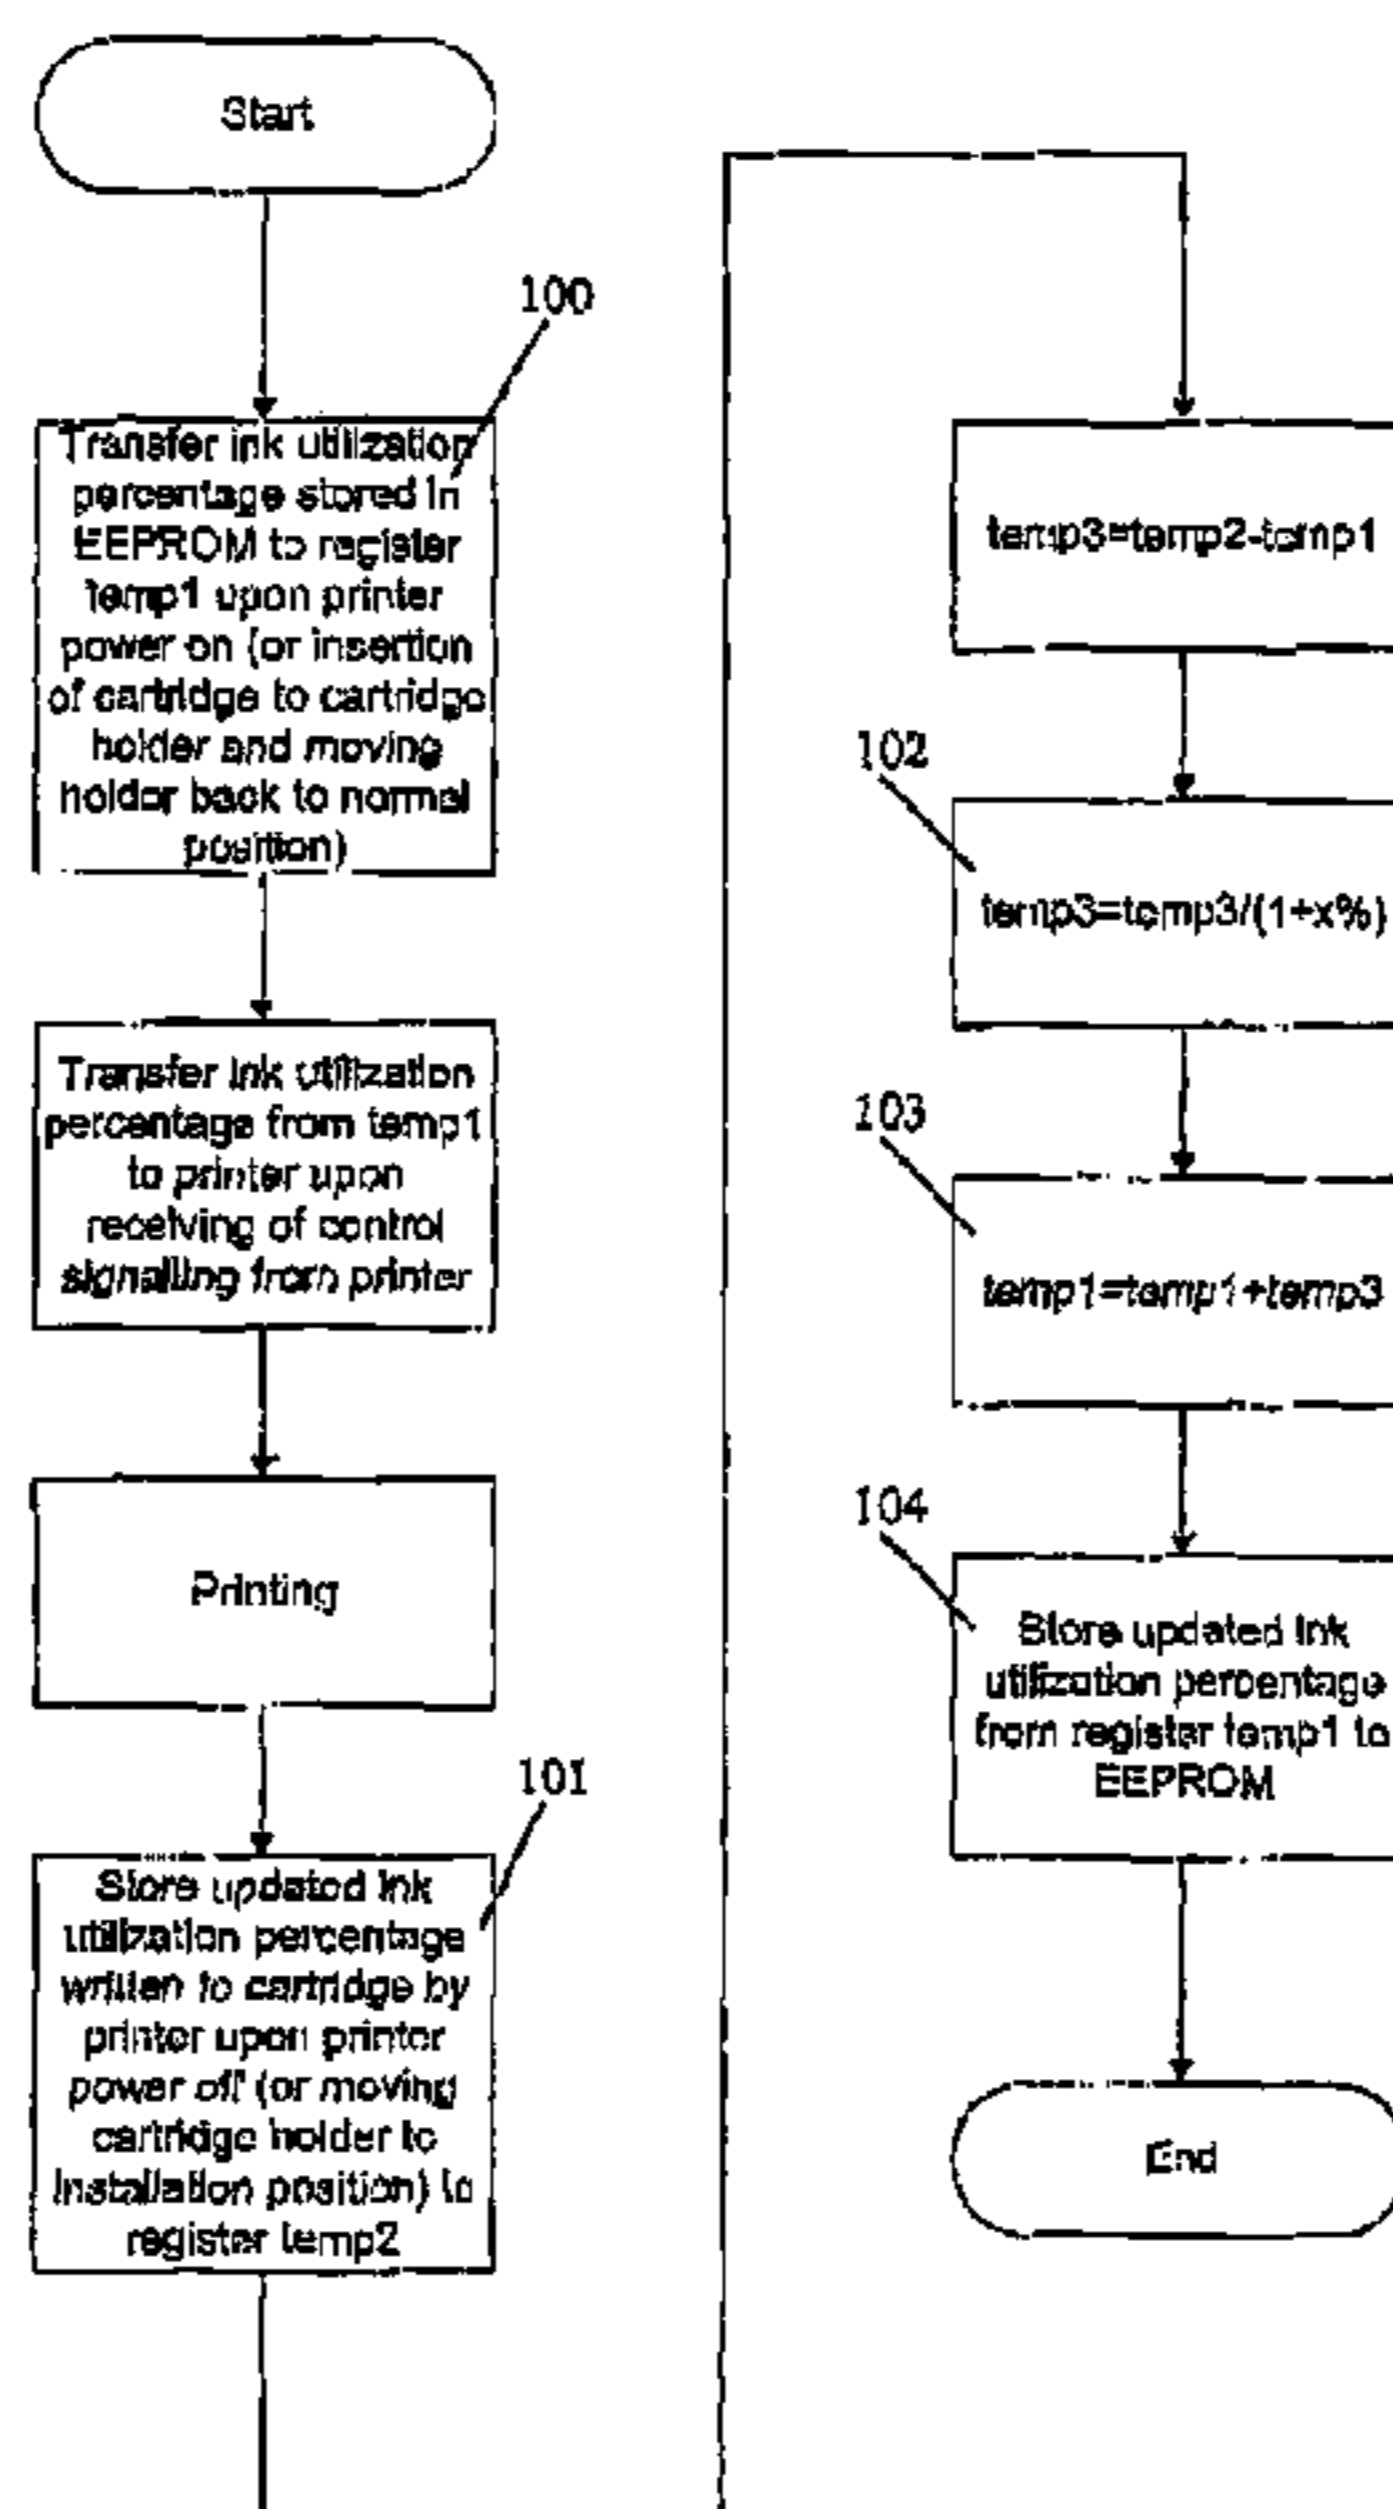 Start
100
Transfer ink utilization
percentage stored in
EEPROM to register
temp1 upon printer
power on (or insertion
of cartridge to cartridge
holder and moving
holder back to normal
position)
Transfer ink utilization
percentage from temp1
to printer upon
receiving of control
signalling from printer
Printing
101
Store updated ink
utilization percentage
written to cartridge by
printer upon printer
power off (or moving
cartridge holder to
installation position) to
register temp2
temp3=temp2-temp1
102
temp3=temp3/(1+x%)
103
temp1=temp1+temp3
104
Store updated ink
utilization percentage
from register temp1 to
EEPROM
End